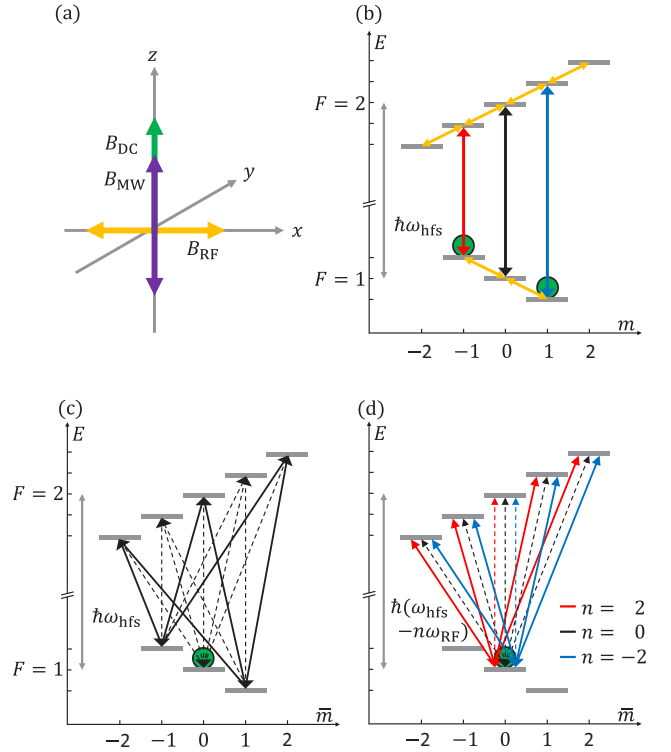 (a)
z
B_DC
B_MW
y
B_RF
x
(b)
E
F = 2
ħω_hfs
F = 1
−2 −1 0 1 2
m
(c)
E
F = 2
ħω_hfs
F = 1
−2 −1 0 1 2
m̅
(d)
E
ħ(ω_hfs
−nω_RF)
n = 2
n = 0
n = −2
−2 −1 0 1 2
m̅